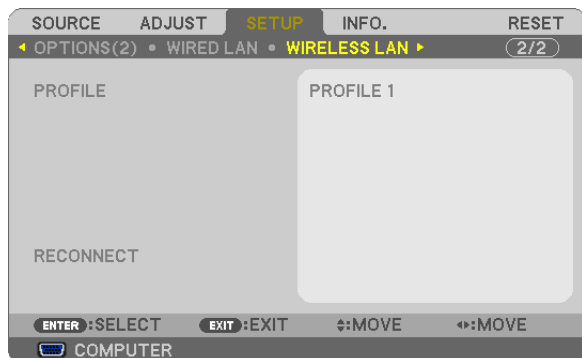 SOURCE ADJUST SETUP INFO. RESET
OPTIONS(2) • WIRED LAN • WIRELESS LAN 2/2
PROFILE PROFILE 1
RECONNECT
ENTER :SELECT EXIT :EXIT :MOVE :MOVE
COMPUTER